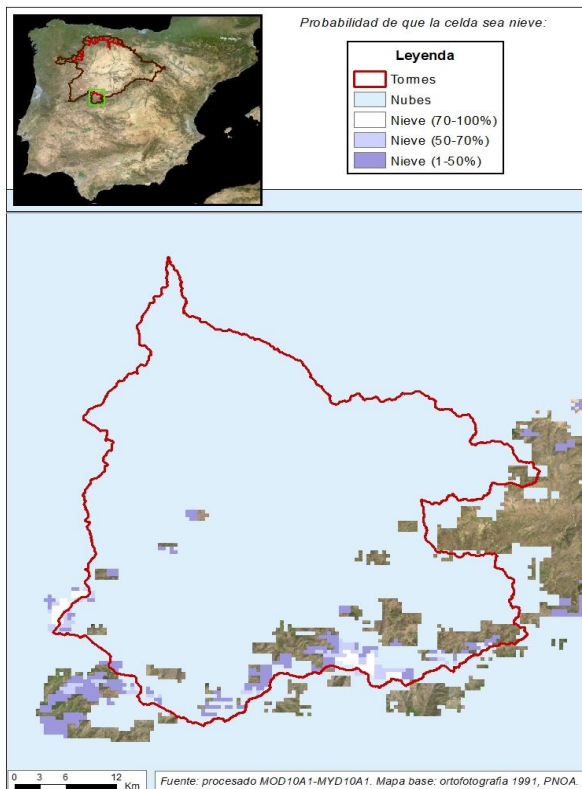 Probabilidad de que la celda sea nieve:
Leyenda
Tormes
Nubes
Nieve (70-100%)
Nieve (50-70%)
Nieve (1-50%)
0 3 6 12
Km
Fuente: procesado MOD10A1-MYD10A1. Mapa base: ortofotografia 1991, PNOA.